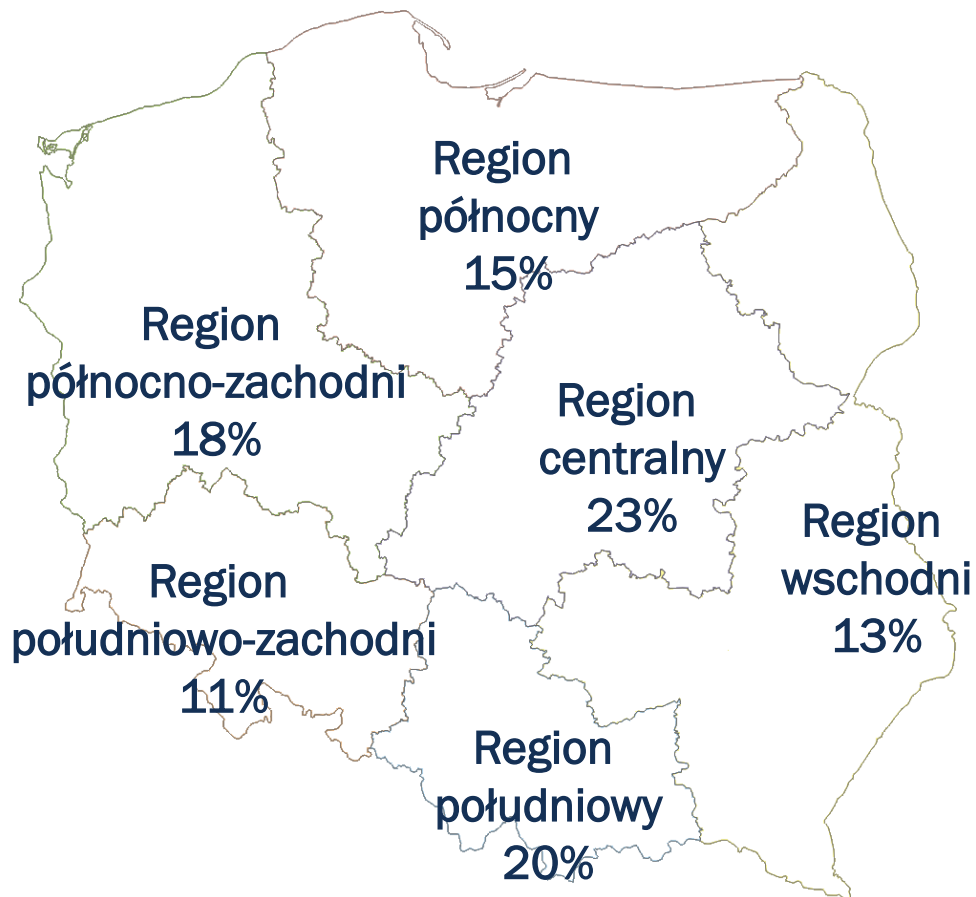 Region
północny
15%
Region
północno-zachodni
18%
Region
centralny
23%
Region
wschodni
13%
Region
południowo-zachodni
11%
Region
południowy
20%